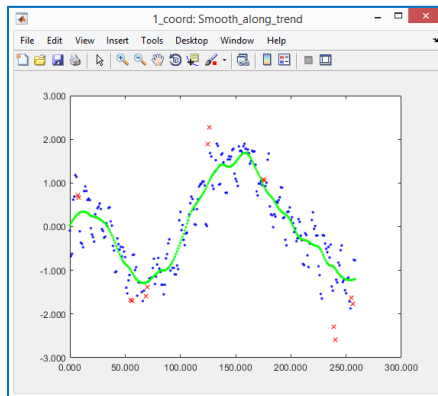 1_coord: Smooth_along_trend
File Edit View Insert Tools Desktop Window Help
3.000
2.000
1.000
0.000
-1.000
-2.000
-3.000
0.000 50.000 100.000 150.000 200.000 250.000 300.000